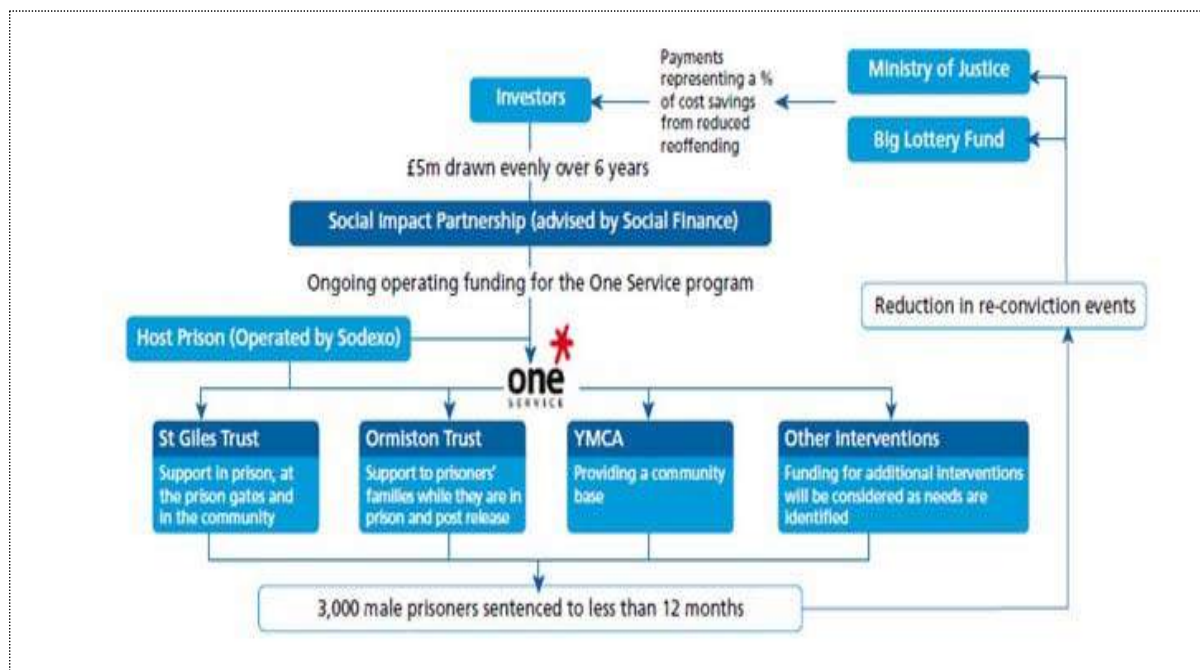 Payments
representing a %
of cost savings
from reduced
reoffending
Ministry of Justice
Investors
Big Lottery Fund
£5m drawn evenly over 6 years
Social Impact Partnership (advised by Social Finance)
Ongoing operating funding for the One Service program
Reduction in re-conviction events
Host Prison (Operated by Sodexo)
one
SERVICE
St Giles Trust
Support in prison, at
the prison gates and
in the community
Ormiston Trust
Support to prisoners'
families while they are in
prison and post release
YMCA
Providing a community
base
Other interventions
Funding for additional interventions
will be considered as needs are
identified
3,000 male prisoners sentenced to less than 12 months